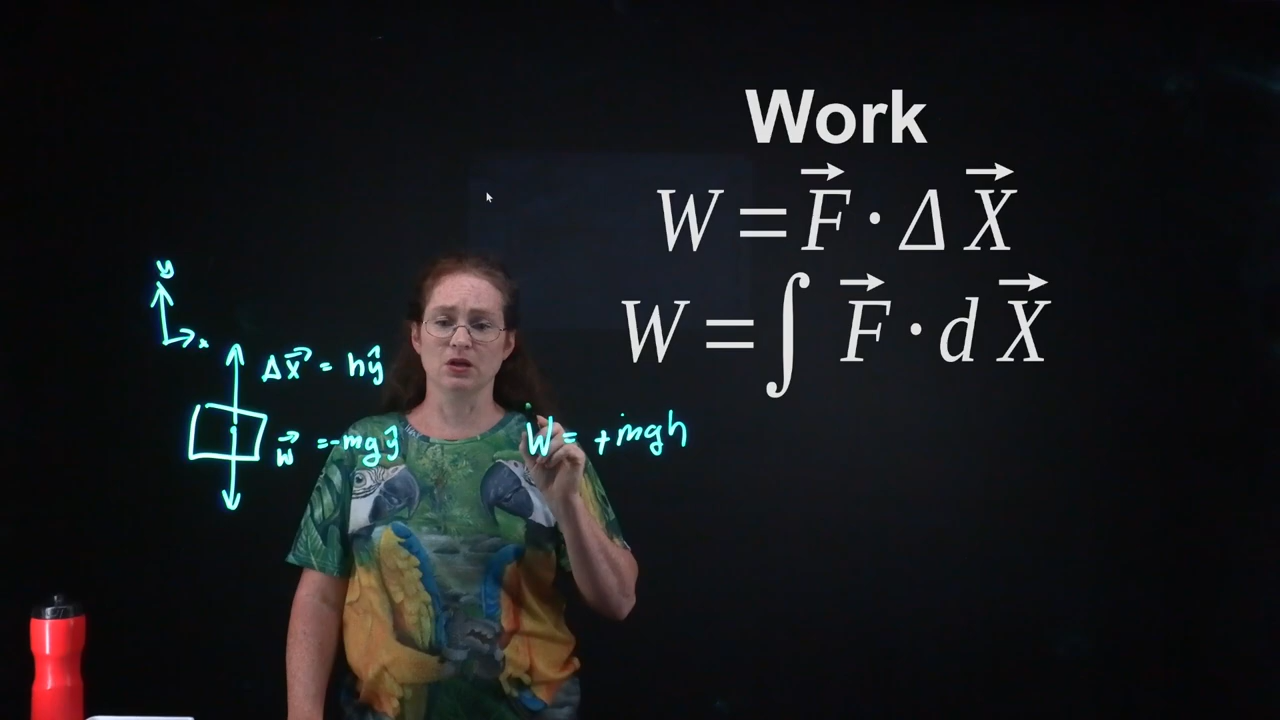 Work
W = F⃗ · Δ X⃗
W = ∫ F⃗ · d X⃗
y
x
ΔX⃗ = hŷ
w⃗ = -mgŷ
W = +mgh